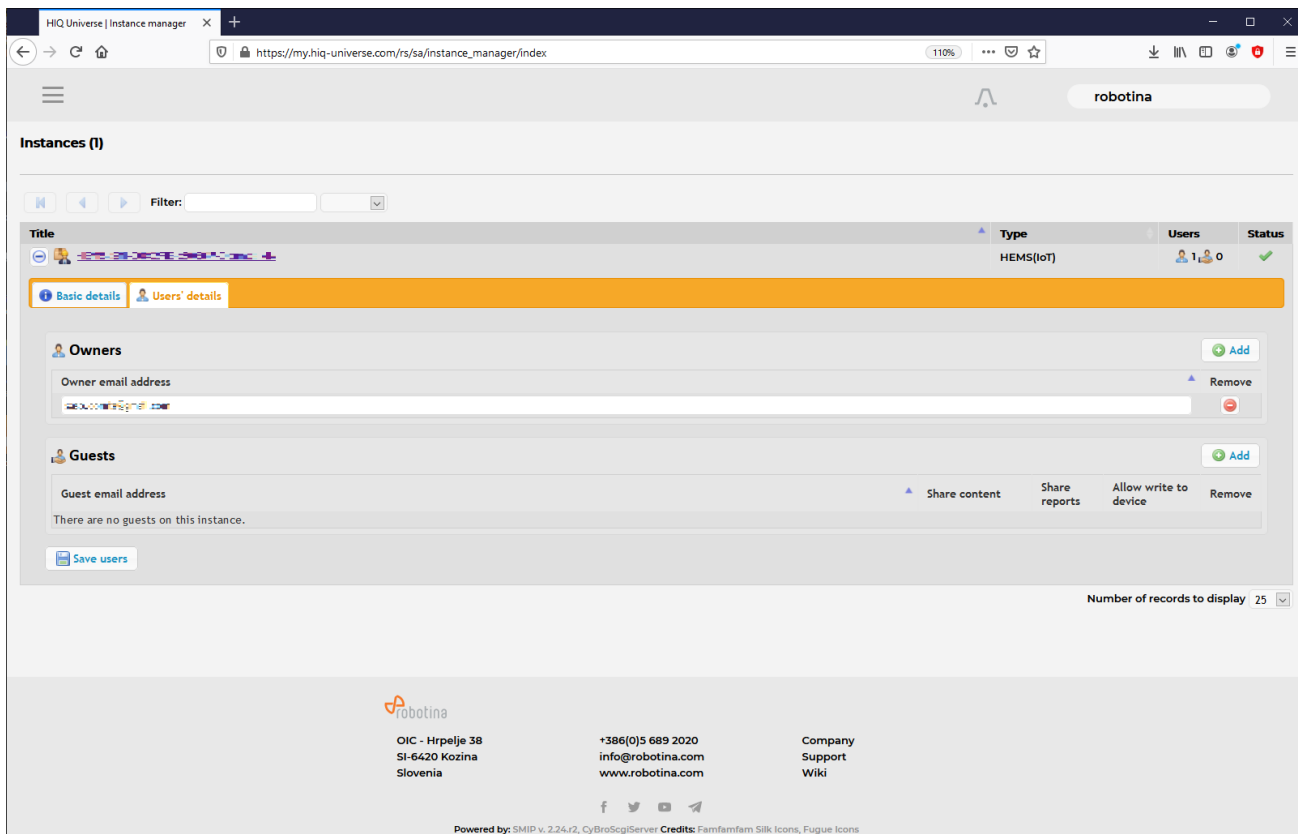 HIQ Universe | Instance manager
https://my.hiq-universe.com/rs/sa/instance_manager/index
110%
robotina
Instances (1)
Filter:
Title Type Users Status
HEMS(IoT) 1 0
Basic details Users' details
Owners Add
Owner email address Remove
Guests Add
Guest email address Share content Share reports Allow write to device Remove
There are no guests on this instance.
Save users
Number of records to display 25
robotina
OIC - Hrpelje 38 +386(0)5 689 2020 Company
SI-6420 Kozina info@robotina.com Support
Slovenia www.robotina.com Wiki
Powered by: SMIP v. 2.24.r2, CyBroScgiServer Credits: Famfamfam Silk Icons, Fugue Icons